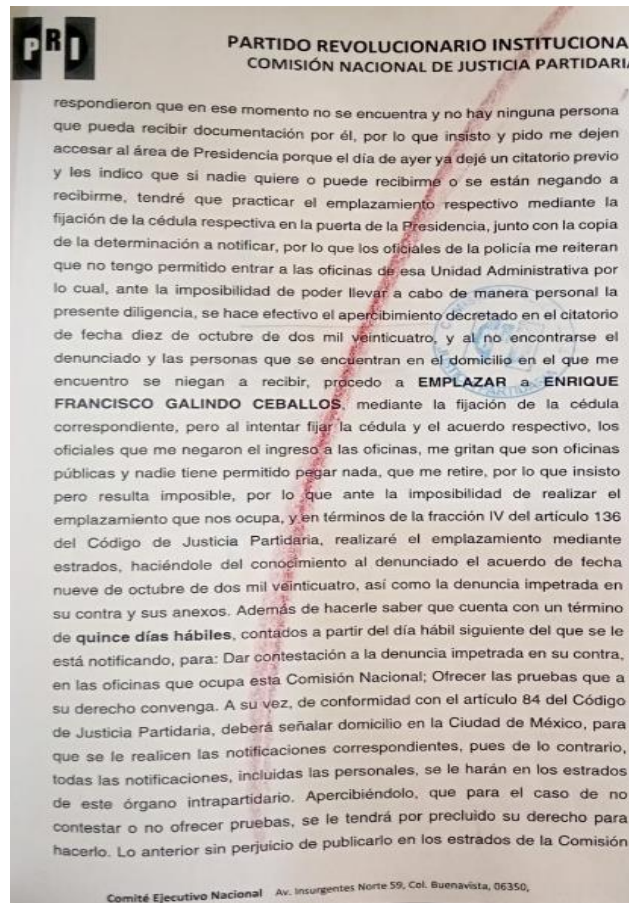 PRI
PARTIDO REVOLUCIONARIO INSTITUCIONA
COMISIÓN NACIONAL DE JUSTICIA PARTIDARI
respondieron que en ese momento no se encuentra y no hay ninguna persona
que pueda recibir documentación por él, por lo que insisto y pido me dejen
accesar al área de Presidencia porque el día de ayer ya dejé un citatorio previo
y les indico que si nadie quiere o puede recibirme o se están negando a
recibirme, tendré que practicar el emplazamiento respectivo mediante la
fijación de la cédula respectiva en la puerta de la Presidencia, junto con la copia
de la determinación a notificar, por lo que los oficiales de la policía me reiteran
que no tengo permitido entrar a las oficinas de esa Unidad Administrativa por
lo cual, ante la imposibilidad de poder llevar a cabo de manera personal la
presente diligencia, se hace efectivo el apercibimiento decretado en el citatorio
de fecha diez de octubre de dos mil veinticuatro, y al no encontrarse el
denunciado y las personas que se encuentran en el domicilio en el que me
encuentro se niegan a recibir, procedo a EMPLAZAR a ENRIQUE
FRANCISCO GALINDO CEBALLOS, mediante la fijación de la cédula
correspondiente, pero al intentar fijar la cédula y el acuerdo respectivo, los
oficiales que me negaron el ingreso a las oficinas, me gritan que son oficinas
públicas y nadie tiene permitido pegar nada, que me retire, por lo que insisto
pero resulta imposible, por lo que ante la imposibilidad de realizar el
emplazamiento que nos ocupa, y en términos de la fracción IV del artículo 136
del Código de Justicia Partidaria, realizaré el emplazamiento mediante
estrados, haciéndole del conocimiento al denunciado el acuerdo de fecha
nueve de octubre de dos mil veinticuatro, así como la denuncia impetrada en
su contra y sus anexos. Además de hacerle saber que cuenta con un término
de quince días hábiles, contados a partir del día hábil siguiente del que se le
está notificando, para: Dar contestación a la denuncia impetrada en su contra,
en las oficinas que ocupa esta Comisión Nacional; Ofrecer las pruebas que a
su derecho convenga. A su vez, de conformidad con el artículo 84 del Código
de Justicia Partidaria, deberá señalar domicilio en la Ciudad de México, para
que se le realicen las notificaciones correspondientes, pues de lo contrario,
todas las notificaciones, incluidas las personales, se le harán en los estrados
de este órgano intrapartidario. Apercibiéndolo, que para el caso de no
contestar o no ofrecer pruebas, se le tendrá por precluido su derecho para
hacerlo. Lo anterior sin perjuicio de publicarlo en los estrados de la Comisión
Comité Ejecutivo Nacional Av. Insurgentes Norte 59, Col. Buenavista, 06350,